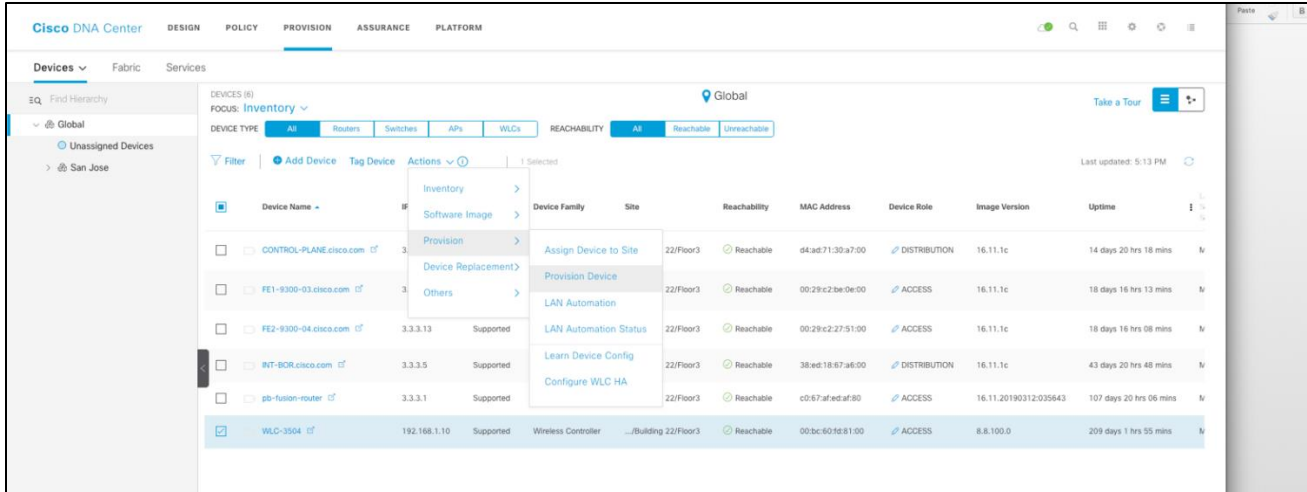 Paste B
Cisco DNA Center DESIGN POLICY PROVISION ASSURANCE PLATFORM
Devices Fabric Services
Find Hierarchy
Global
Unassigned Devices
San Jose
DEVICES (6)
FOCUS: Inventory
Global
Take a Tour
DEVICE TYPE All Routers Switches APs WLCs REACHABILITY All Reachable Unreachable
Filter Add Device Tag Device Actions 1 Selected Last updated: 5:13 PM
Inventory
Software Image
Provision
Device Replacement
Others
Assign Device to Site
Provision Device
LAN Automation
LAN Automation Status
Learn Device Config
Configure WLC HA
Device Name IP Device Family Site Reachability MAC Address Device Role Image Version Uptime
CONTROL-PLANE.cisco.com 3. 22/Floor3 Reachable d4:ad:71:30:a7:00 DISTRIBUTION 16.11.1c 14 days 20 hrs 18 mins
FE1-9300-03.cisco.com 3. 22/Floor3 Reachable 00:29:c2:be:0e:00 ACCESS 16.11.1c 18 days 16 hrs 13 mins
FE2-9300-04.cisco.com 3.3.3.13 Supported 22/Floor3 Reachable 00:29:c2:27:51:00 ACCESS 16.11.1c 18 days 16 hrs 08 mins
INT-BOR.cisco.com 3.3.3.5 Supported 22/Floor3 Reachable 38:ed:18:67:a6:00 DISTRIBUTION 16.11.1c 43 days 20 hrs 48 mins
pb-fusion-router 3.3.3.1 Supported 22/Floor3 Reachable c0:67:af:ed:af:80 ACCESS 16.11.20190312:035643 107 days 20 hrs 06 mins
WLC-3504 192.168.1.10 Supported Wireless Controller .../Building 22/Floor3 Reachable 00:bc:60:fd:81:00 ACCESS 8.8.100.0 209 days 1 hrs 55 mins